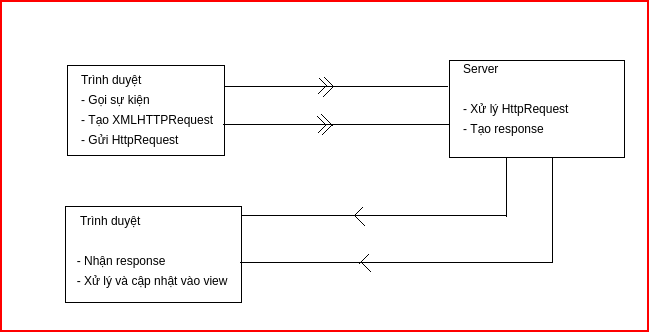 Trình duyệt
- Gọi sự kiện
- Tạo XMLHTTPRequest
- Gửi HttpRequest
Server
- Xử lý HttpRequest
- Tạo response
Trình duyệt
- Nhận response
- Xử lý và cập nhật vào view